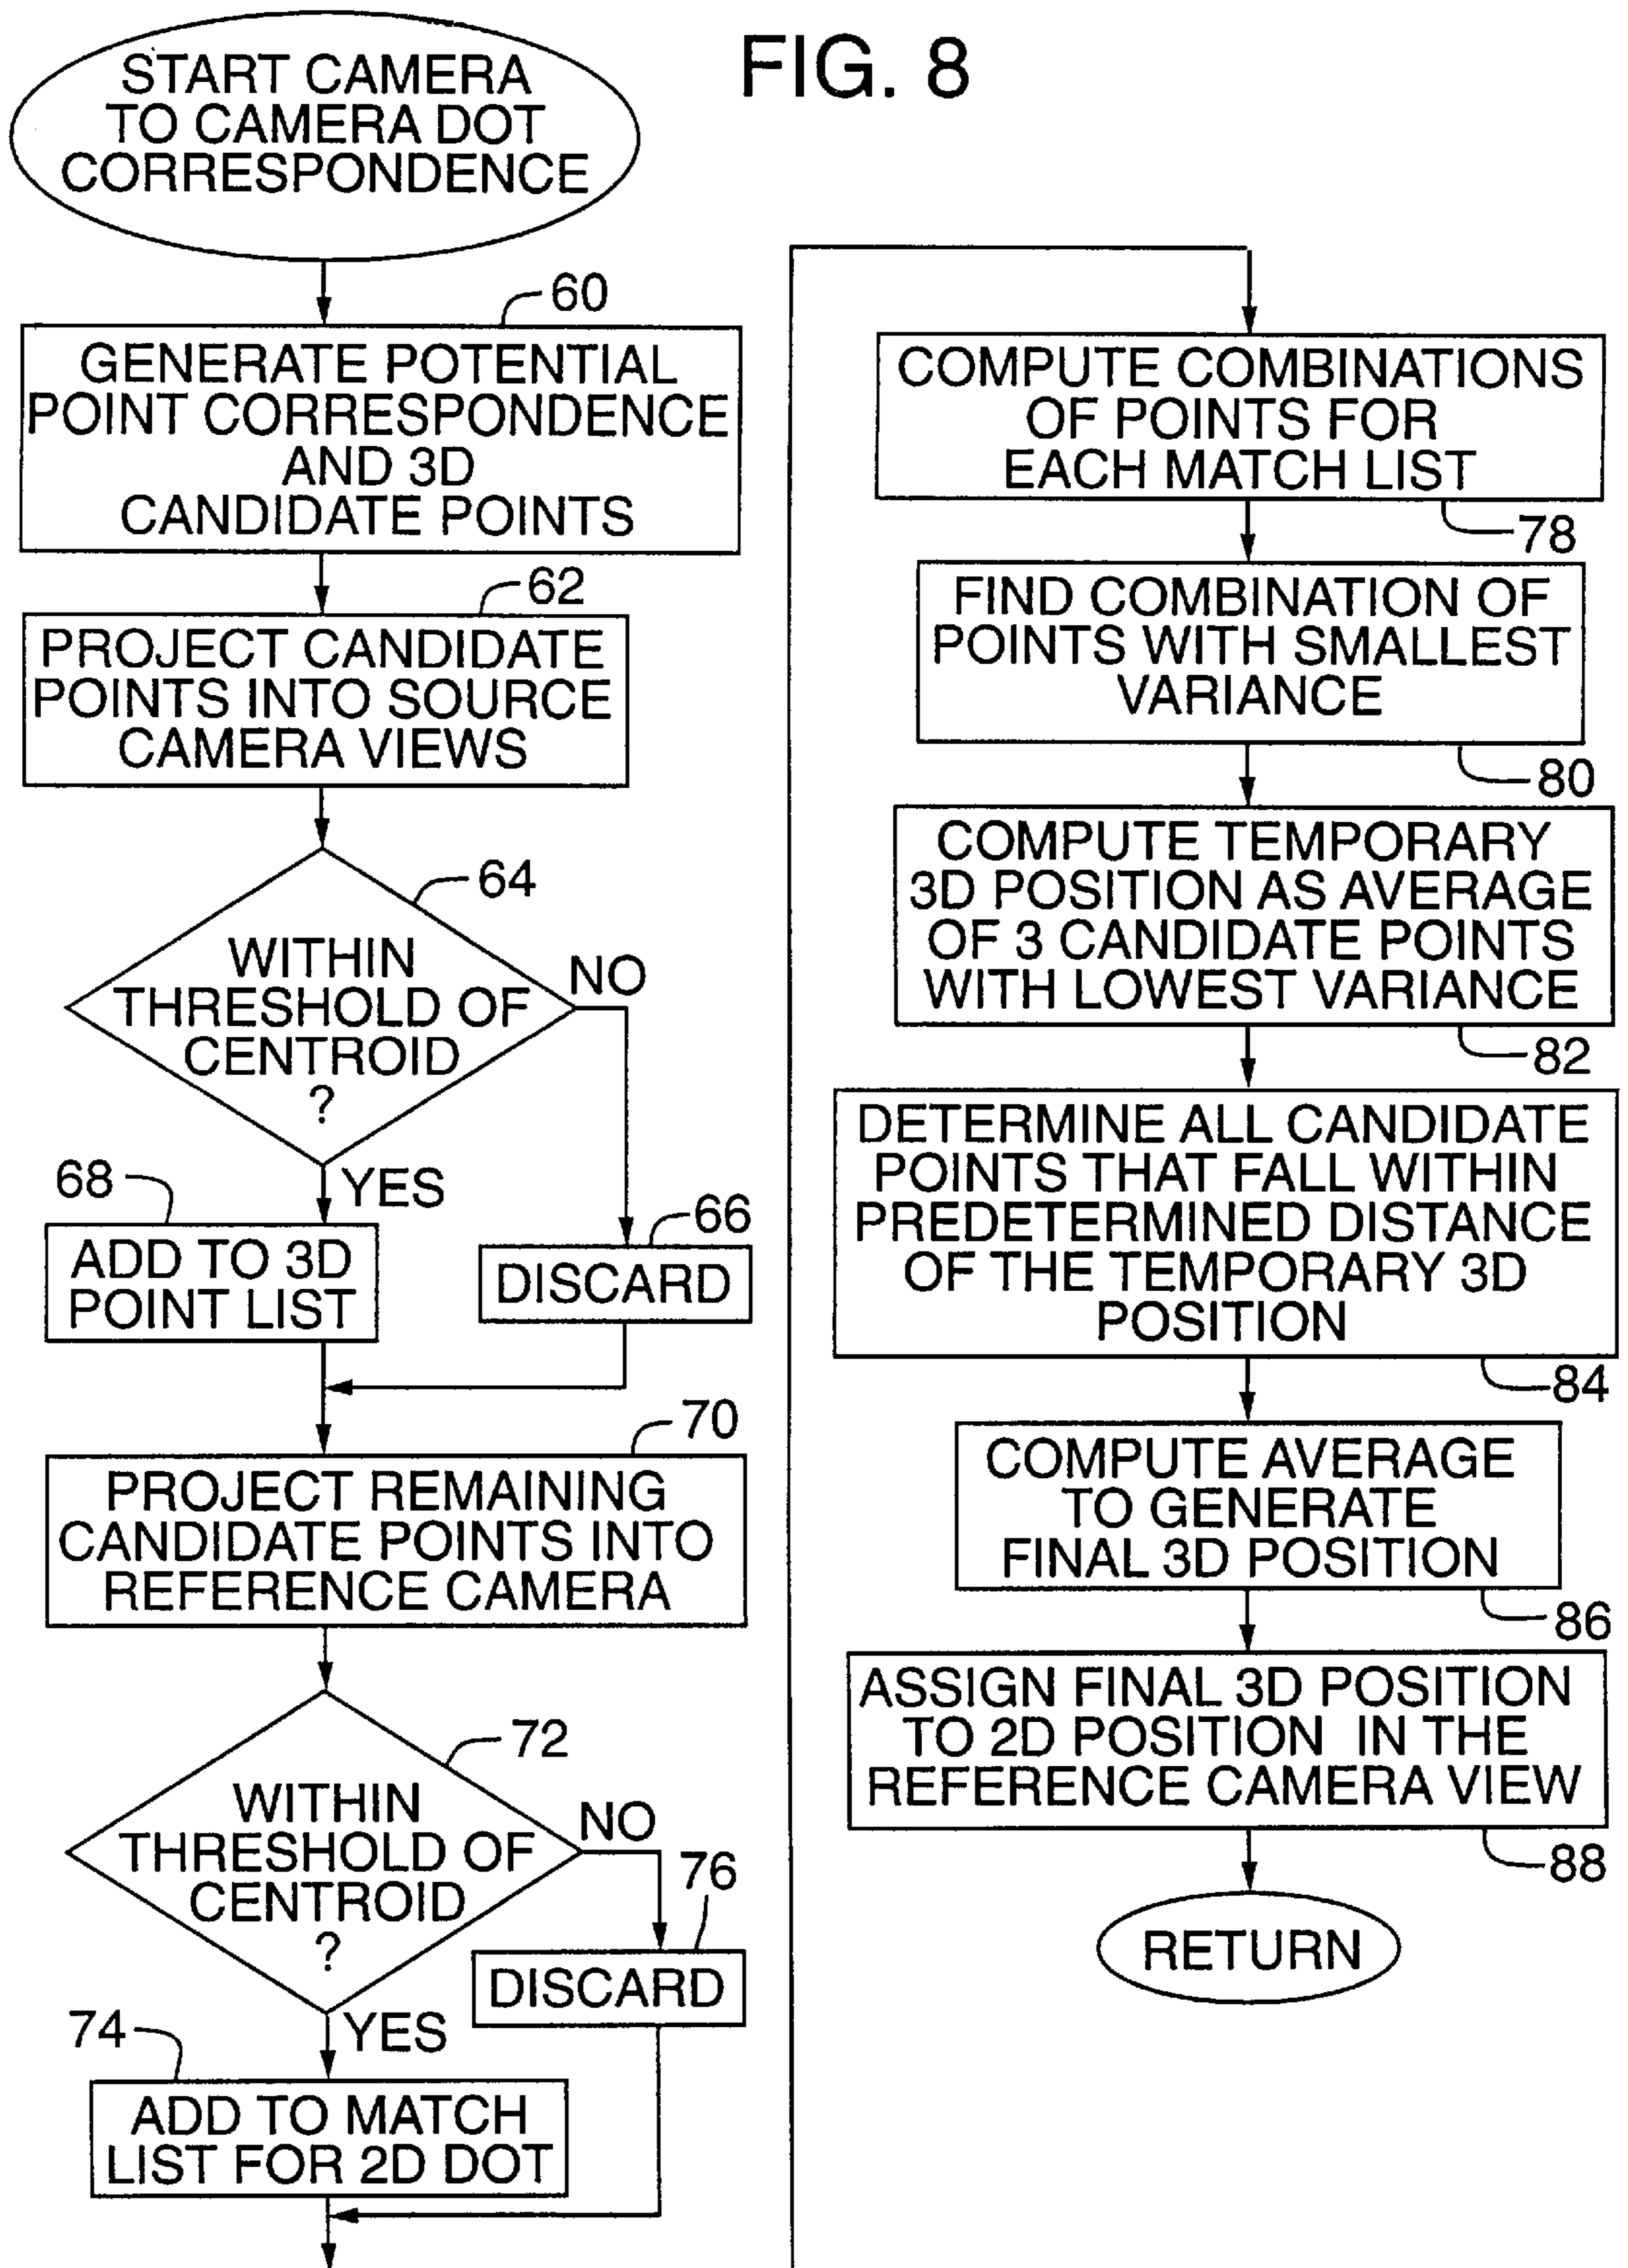 FIG. 8
START CAMERA
TO CAMERA DOT
CORRESPONDENCE
60
GENERATE POTENTIAL
POINT CORRESPONDENCE
AND 3D
CANDIDATE POINTS
62
PROJECT CANDIDATE
POINTS INTO SOURCE
CAMERA VIEWS
64
WITHIN
THRESHOLD OF
CENTROID
?
NO
YES
68
ADD TO 3D
POINT LIST
66
DISCARD
70
PROJECT REMAINING
CANDIDATE POINTS INTO
REFERENCE CAMERA
72
WITHIN
THRESHOLD OF
CENTROID
?
NO
76
DISCARD
YES
74
ADD TO MATCH
LIST FOR 2D DOT
COMPUTE COMBINATIONS
OF POINTS FOR
EACH MATCH LIST
78
FIND COMBINATION OF
POINTS WITH SMALLEST
VARIANCE
80
COMPUTE TEMPORARY
3D POSITION AS AVERAGE
OF 3 CANDIDATE POINTS
WITH LOWEST VARIANCE
82
DETERMINE ALL CANDIDATE
POINTS THAT FALL WITHIN
PREDETERMINED DISTANCE
OF THE TEMPORARY 3D
POSITION
84
COMPUTE AVERAGE
TO GENERATE
FINAL 3D POSITION
86
ASSIGN FINAL 3D POSITION
TO 2D POSITION IN THE
REFERENCE CAMERA VIEW
88
RETURN